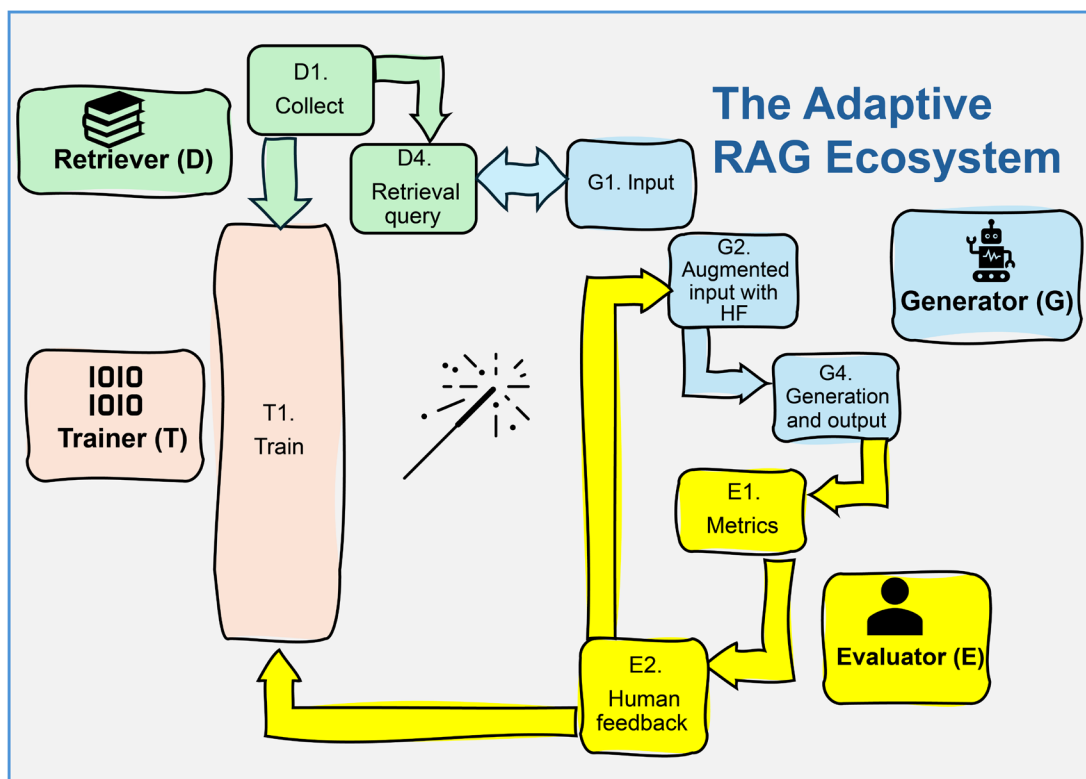 The Adaptive
RAG Ecosystem
D1.
Collect
Retriever (D)
D4.
Retrieval
query
G1. Input
G2.
Augmented
input with
HF
Generator (G)
IOIO
IOIO
Trainer (T)
T1.
Train
G4.
Generation
and output
E1.
Metrics
E2.
Human
feedback
Evaluator (E)